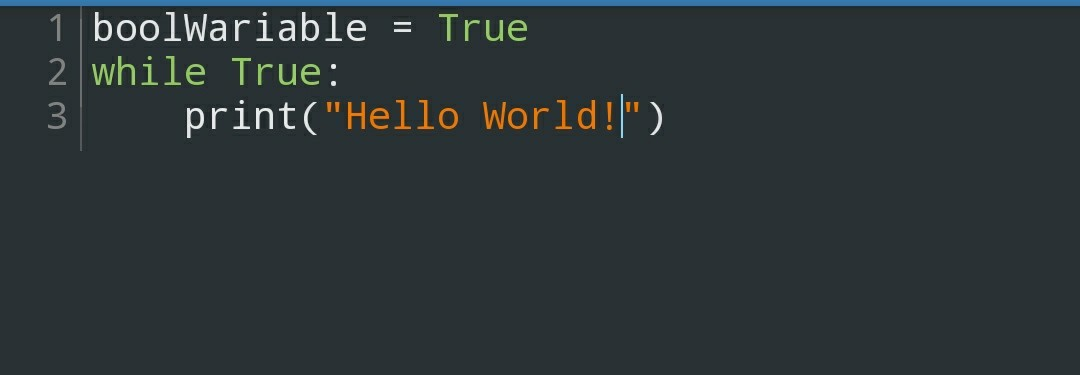 1 boolWariable = True
2 while True:
3     print("Hello World!")